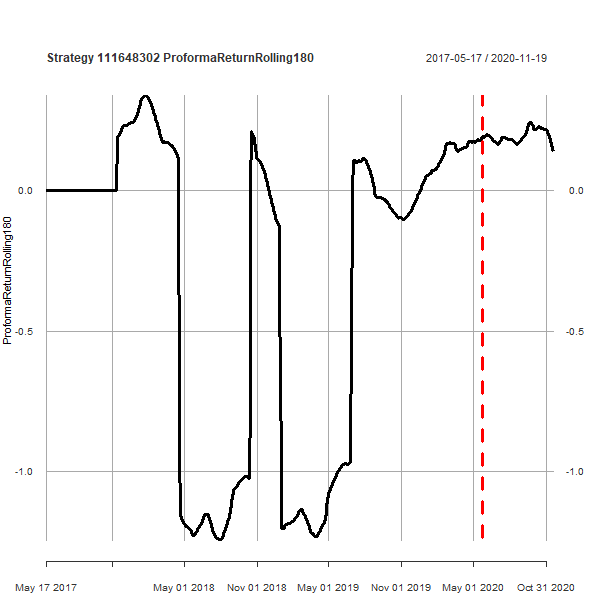 Strategy 111648302 ProformaReturnRolling180
2017-05-17 / 2020-11-19
ProformaReturnRolling180
0.0
0.0
-0.5
-0.5
-1.0
-1.0
May 17 2017
May 01 2018
Nov 01 2018
May 01 2019
Nov 01 2019
May 01 2020
Oct 31 2020